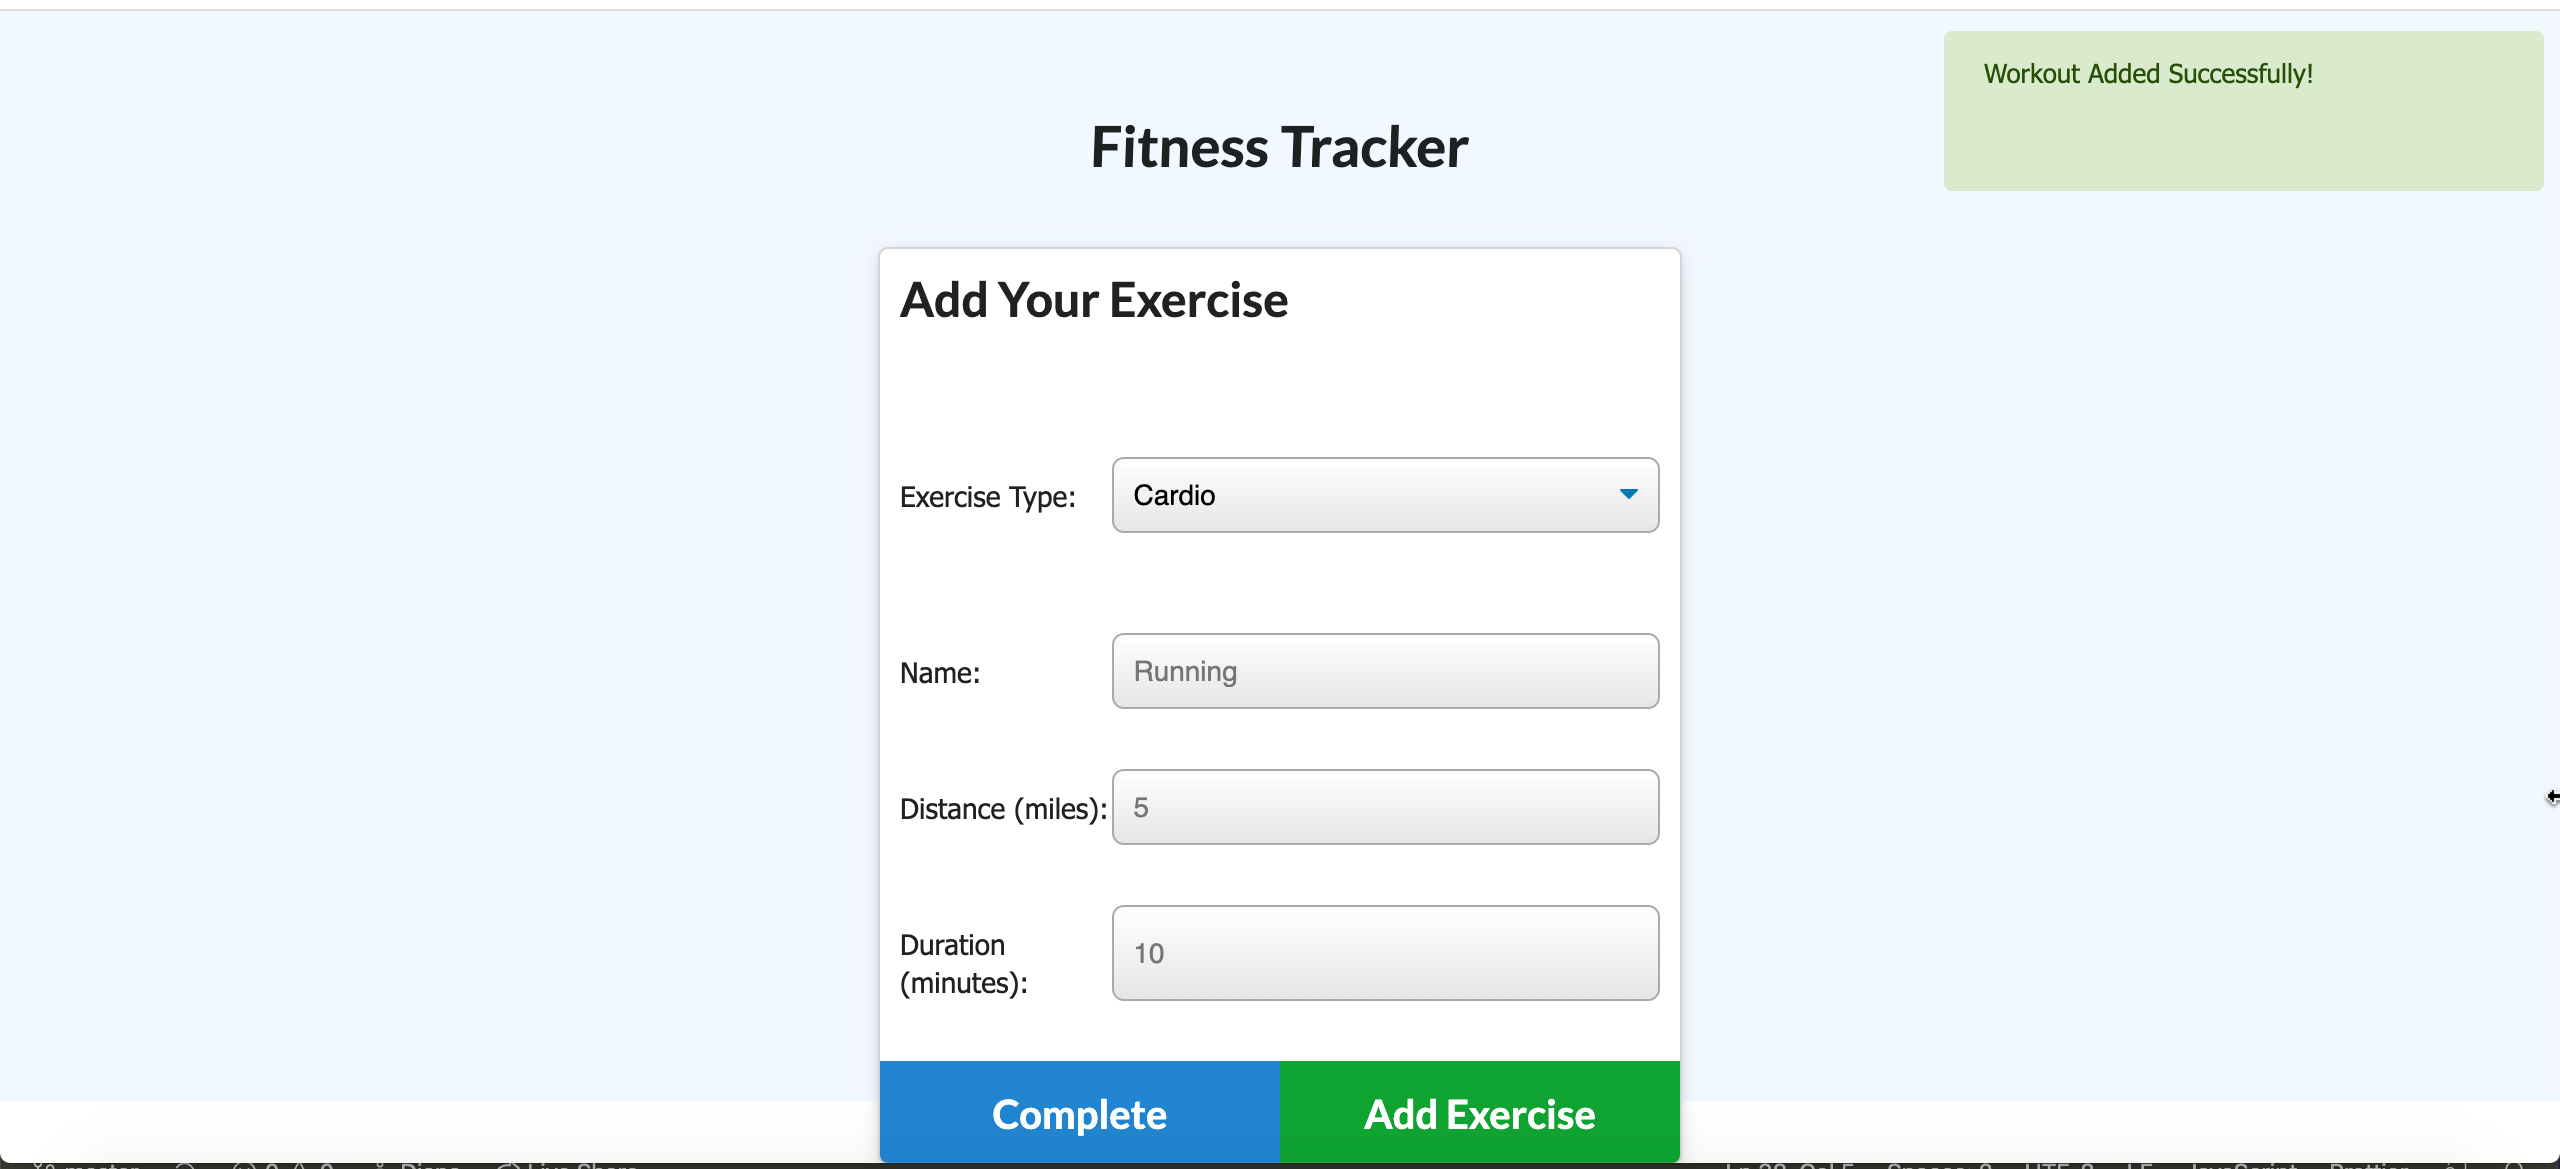 Workout Added Successfully!
Fitness Tracker
Add Your Exercise
Exercise Type: Cardio
Name: Running
Distance (miles): 5
Duration
(minutes): 10
Complete Add Exercise